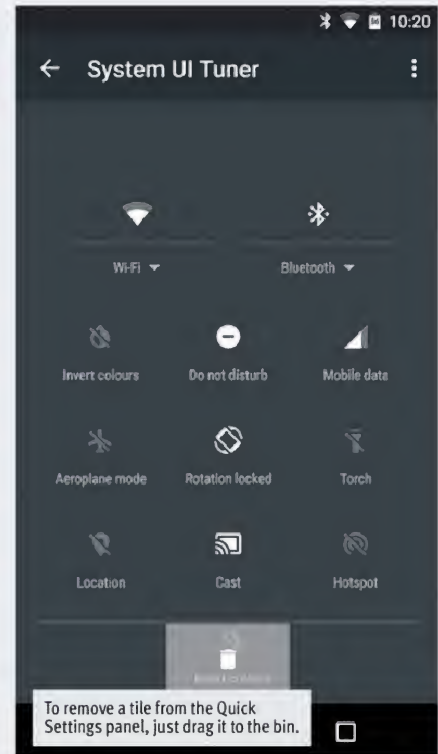 10:20
System UI Tuner
Wi-Fi
Bluetooth
Invert colours
Do not disturb
Mobile data
Aeroplane mode
Rotation locked
Torch
Location
Cast
Hotspot
To remove a tile from the Quick
Settings panel, just drag it to the bin.